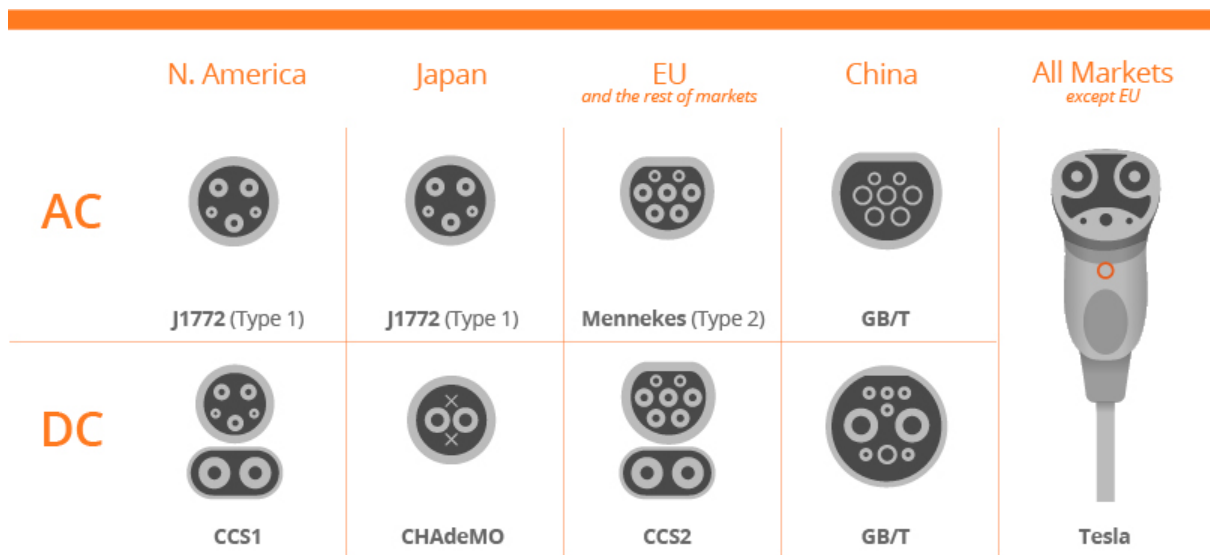 N. America
Japan
EU
and the rest of markets
China
All Markets
except EU
AC
J1772 (Type 1)
J1772 (Type 1)
Mennekes (Type 2)
GB/T
DC
CCS1
CHAdeMO
CCS2
GB/T
Tesla